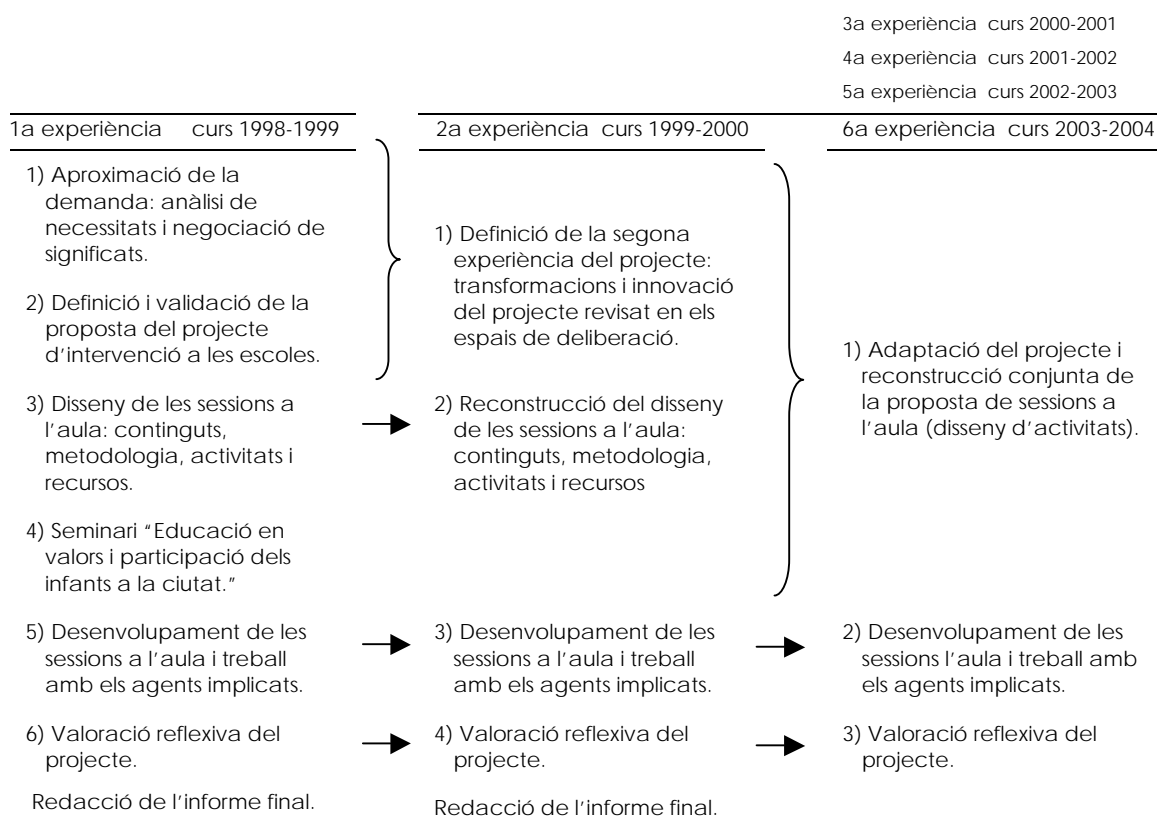 3a experiència curs 2000-2001
4a experiència curs 2001-2002
5a experiència curs 2002-2003
1a experiència curs 1998-1999
2a experiència curs 1999-2000
6a experiència curs 2003-2004
1) Aproximació de la
demanda: anàlisi de
necessitats i negociació de
significats.
2) Definició i validació de la
proposta del projecte
d'intervenció a les escoles.
3) Disseny de les sessions a
l'aula: continguts,
metodologia, activitats i
recursos.
4) Seminari "Educació en
valors i participació dels
infants a la ciutat."
5) Desenvolupament de les
sessions a l'aula i treball
amb els agents implicats.
6) Valoració reflexiva del
projecte.
Redacció de l'informe final.
1) Definició de la segona
experiència del projecte:
transformacions i innovació
del projecte revisat en els
espais de deliberació.
2) Reconstrucció del disseny
de les sessions a l'aula:
continguts, metodologia,
activitats i recursos
3) Desenvolupament de les
sessions a l'aula i treball
amb els agents implicats.
4) Valoració reflexiva del
projecte.
Redacció de l'informe final.
1) Adaptació del projecte i
reconstrucció conjunta de
la proposta de sessions a
l'aula (disseny d'activitats).
2) Desenvolupament de les
sessions l'aula i treball amb
els agents implicats.
3) Valoració reflexiva del
projecte.